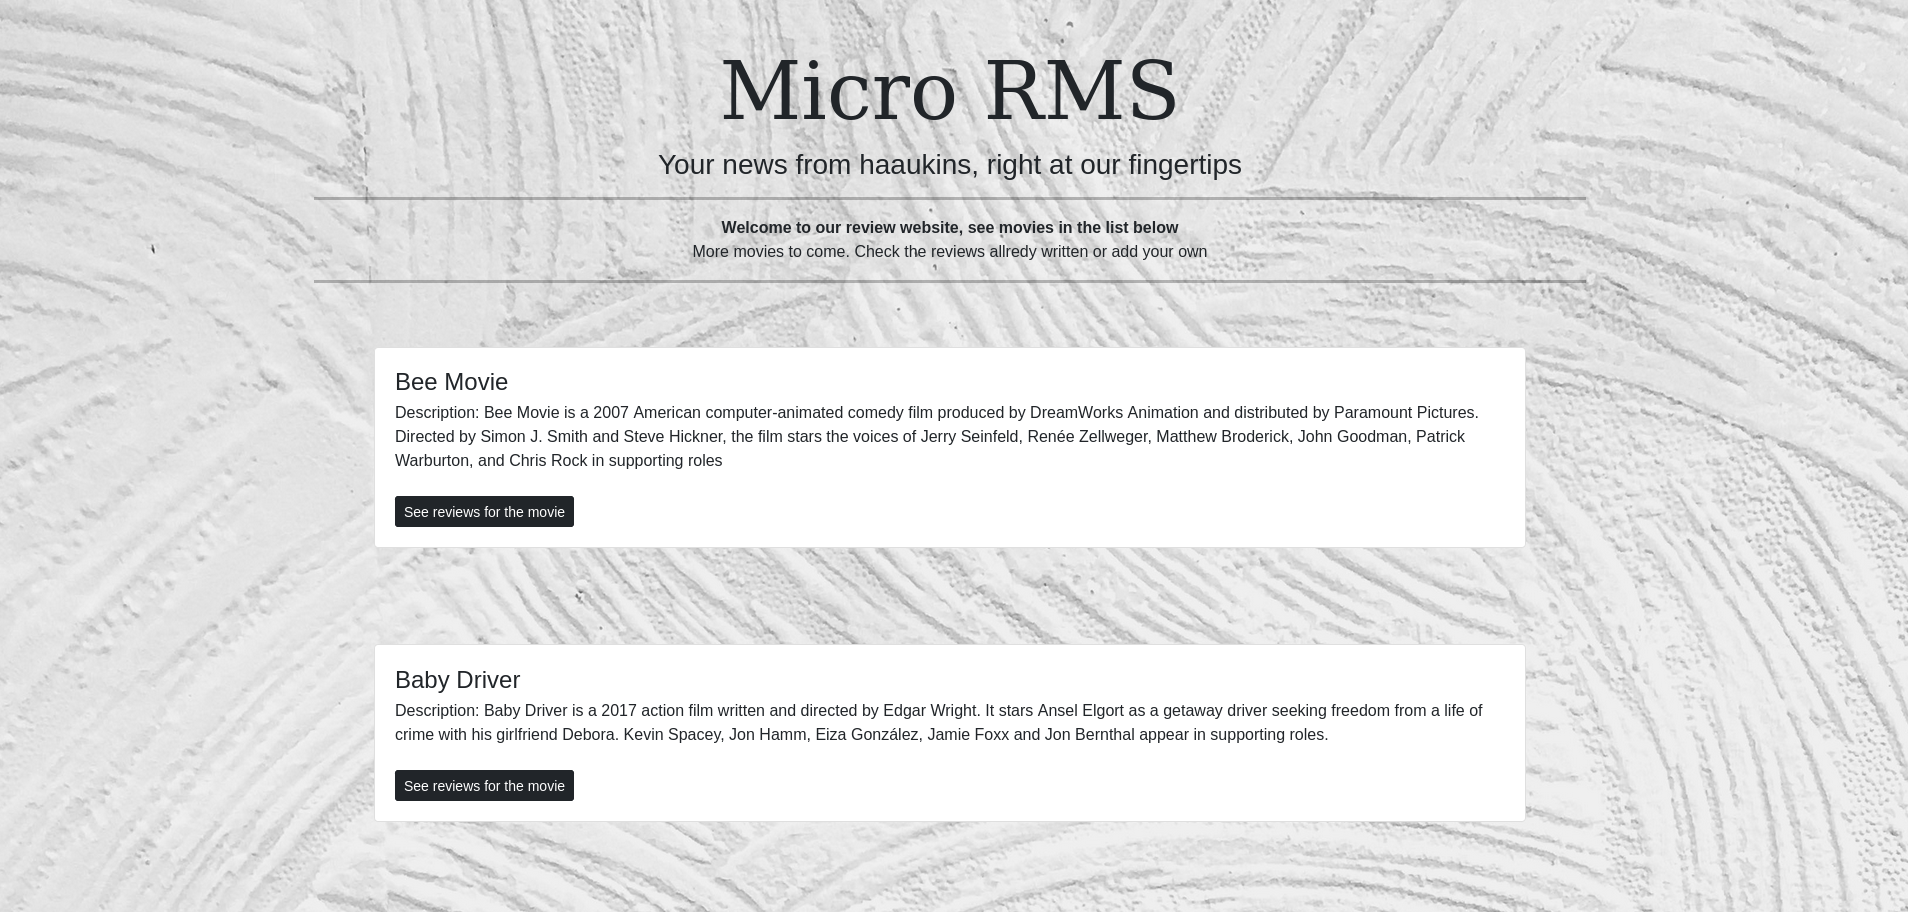 Micro RMS
Your news from haaukins, right at our fingertips
Welcome to our review website, see movies in the list below
More movies to come. Check the reviews allredy written or add your own
Bee Movie
Description: Bee Movie is a 2007 American computer-animated comedy film produced by DreamWorks Animation and distributed by Paramount Pictures.
Directed by Simon J. Smith and Steve Hickner, the film stars the voices of Jerry Seinfeld, Renée Zellweger, Matthew Broderick, John Goodman, Patrick
Warburton, and Chris Rock in supporting roles
See reviews for the movie
Baby Driver
Description: Baby Driver is a 2017 action film written and directed by Edgar Wright. It stars Ansel Elgort as a getaway driver seeking freedom from a life of
crime with his girlfriend Debora. Kevin Spacey, Jon Hamm, Eiza González, Jamie Foxx and Jon Bernthal appear in supporting roles.
See reviews for the movie